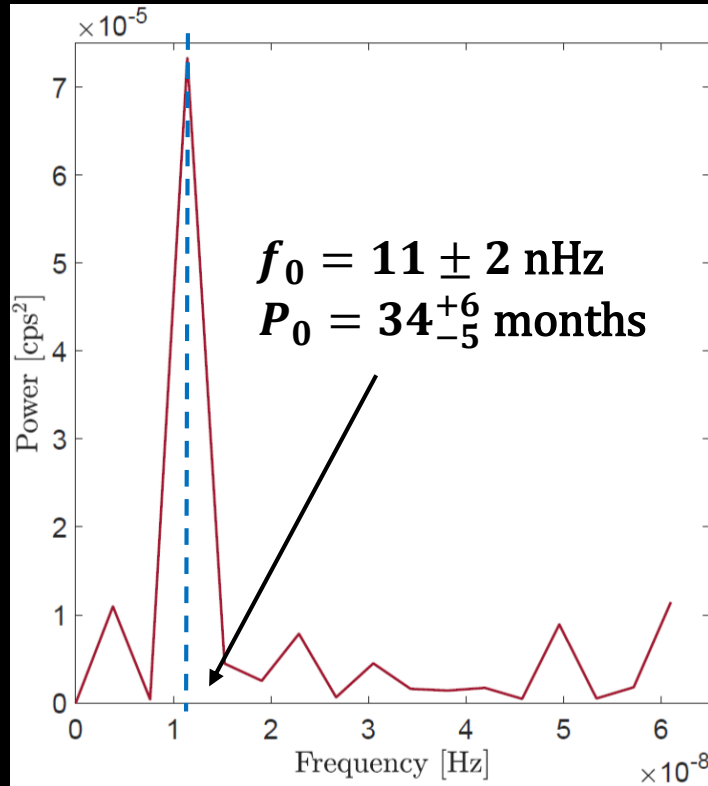 ×10⁻⁵
7
6
5
4
3
2
1
0
Power [cps²]
f₀ = 11 ± 2 nHz
P₀ = 34⁺⁶₋₅ months
0 1 2 3 4 5 6
Frequency [Hz]
×10⁻⁸